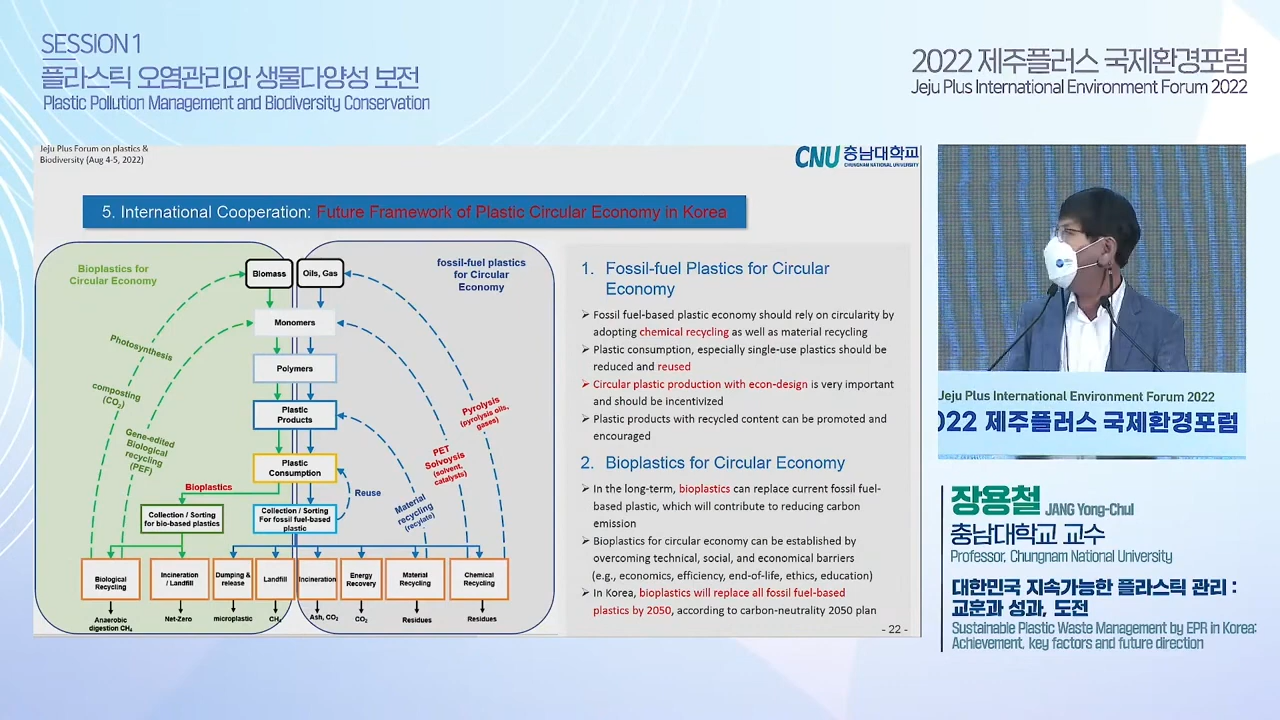 SESSION 1
플라스틱 오염관리와 생물다양성 보전
Plastic Pollution Management and Biodiversity Conservation
2022 제주플러스 국제환경포럼
Jeju Plus International Environment Forum 2022
Jeju Plus Forum on plastics &
Biodiversity (Aug 4-5, 2022)
CNU 충남대학교
CHUNGNAM NATIONAL UNIVERSITY
5. International Cooperation: Future Framework of Plastic Circular Economy in Korea
Bioplastics for
Circular Economy
Biomass
Oils, Gas
fossil-fuel plastics
for Circular
Economy
Monomers
Photosynthesis
Polymers
composting
(CO₂)
Plastic
Products
Pyrolysis
(pyrolysis oils,
gases)
Gene-edited
Biological
recycling
(PEF)
PET
Solvoysis
(solvent,
catalysts)
Plastic
Consumption
Bioplastics
Reuse
Material
recycling
(recylate)
Collection / Sorting
for bio-based plastics
Collection / Sorting
For fossil fuel-based
plastic
Biological
Recycling
Incineration
/ Landfill
Dumping &
release
Landfill
Incineration
Energy
Recovery
Material
Recycling
Chemical
Recycling
Anaerobic
digestion CH₄
Net-Zero
microplastic
CH₄
Ash, CO₂
CO₂
Residues
Residues
1. Fossil-fuel Plastics for Circular
Economy
➢ Fossil fuel-based plastic economy should rely on circularity by
adopting chemical recycling as well as material recycling
➢ Plastic consumption, especially single-use plastics should be
reduced and reused
➢ Circular plastic production with econ-design is very important
and should be incentivized
➢ Plastic products with recycled content can be promoted and
encouraged
2. Bioplastics for Circular Economy
➢ In the long-term, bioplastics can replace current fossil fuel-
based plastic, which will contribute to reducing carbon
emission
➢ Bioplastics for circular economy can be established by
overcoming technical, social, and economical barriers
(e.g., economics, efficiency, end-of-life, ethics, education)
➢ In Korea, bioplastics will replace all fossil fuel-based
plastics by 2050, according to carbon-neutrality 2050 plan
- 22 -
Jeju Plus International Environment Forum 2022
022 제주플러스 국제환경포럼
장용철 JANG Yong-Chul
충남대학교 교수
Professor, Chungnam National University
대한민국 지속가능한 플라스틱 관리 :
교훈과 성과, 도전
Sustainable Plastic Waste Management by EPR in Korea:
Achievement, key factors and future direction